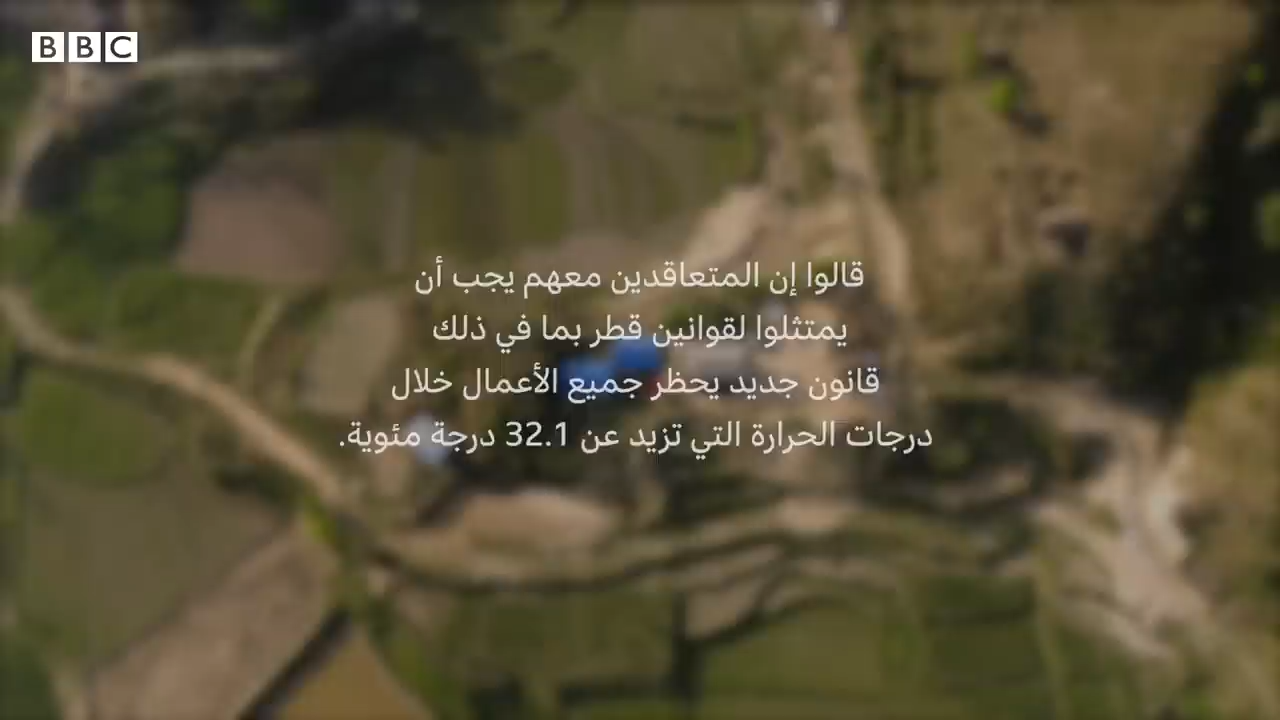 BBC
قالوا إن المتعاقدين معهم يجب أن
يمتثلوا لقوانين قطر بما في ذلك
قانون جديد يحظر جميع الأعمال خلال
درجات الحرارة التي تزيد عن 32.1 درجة مئوية.